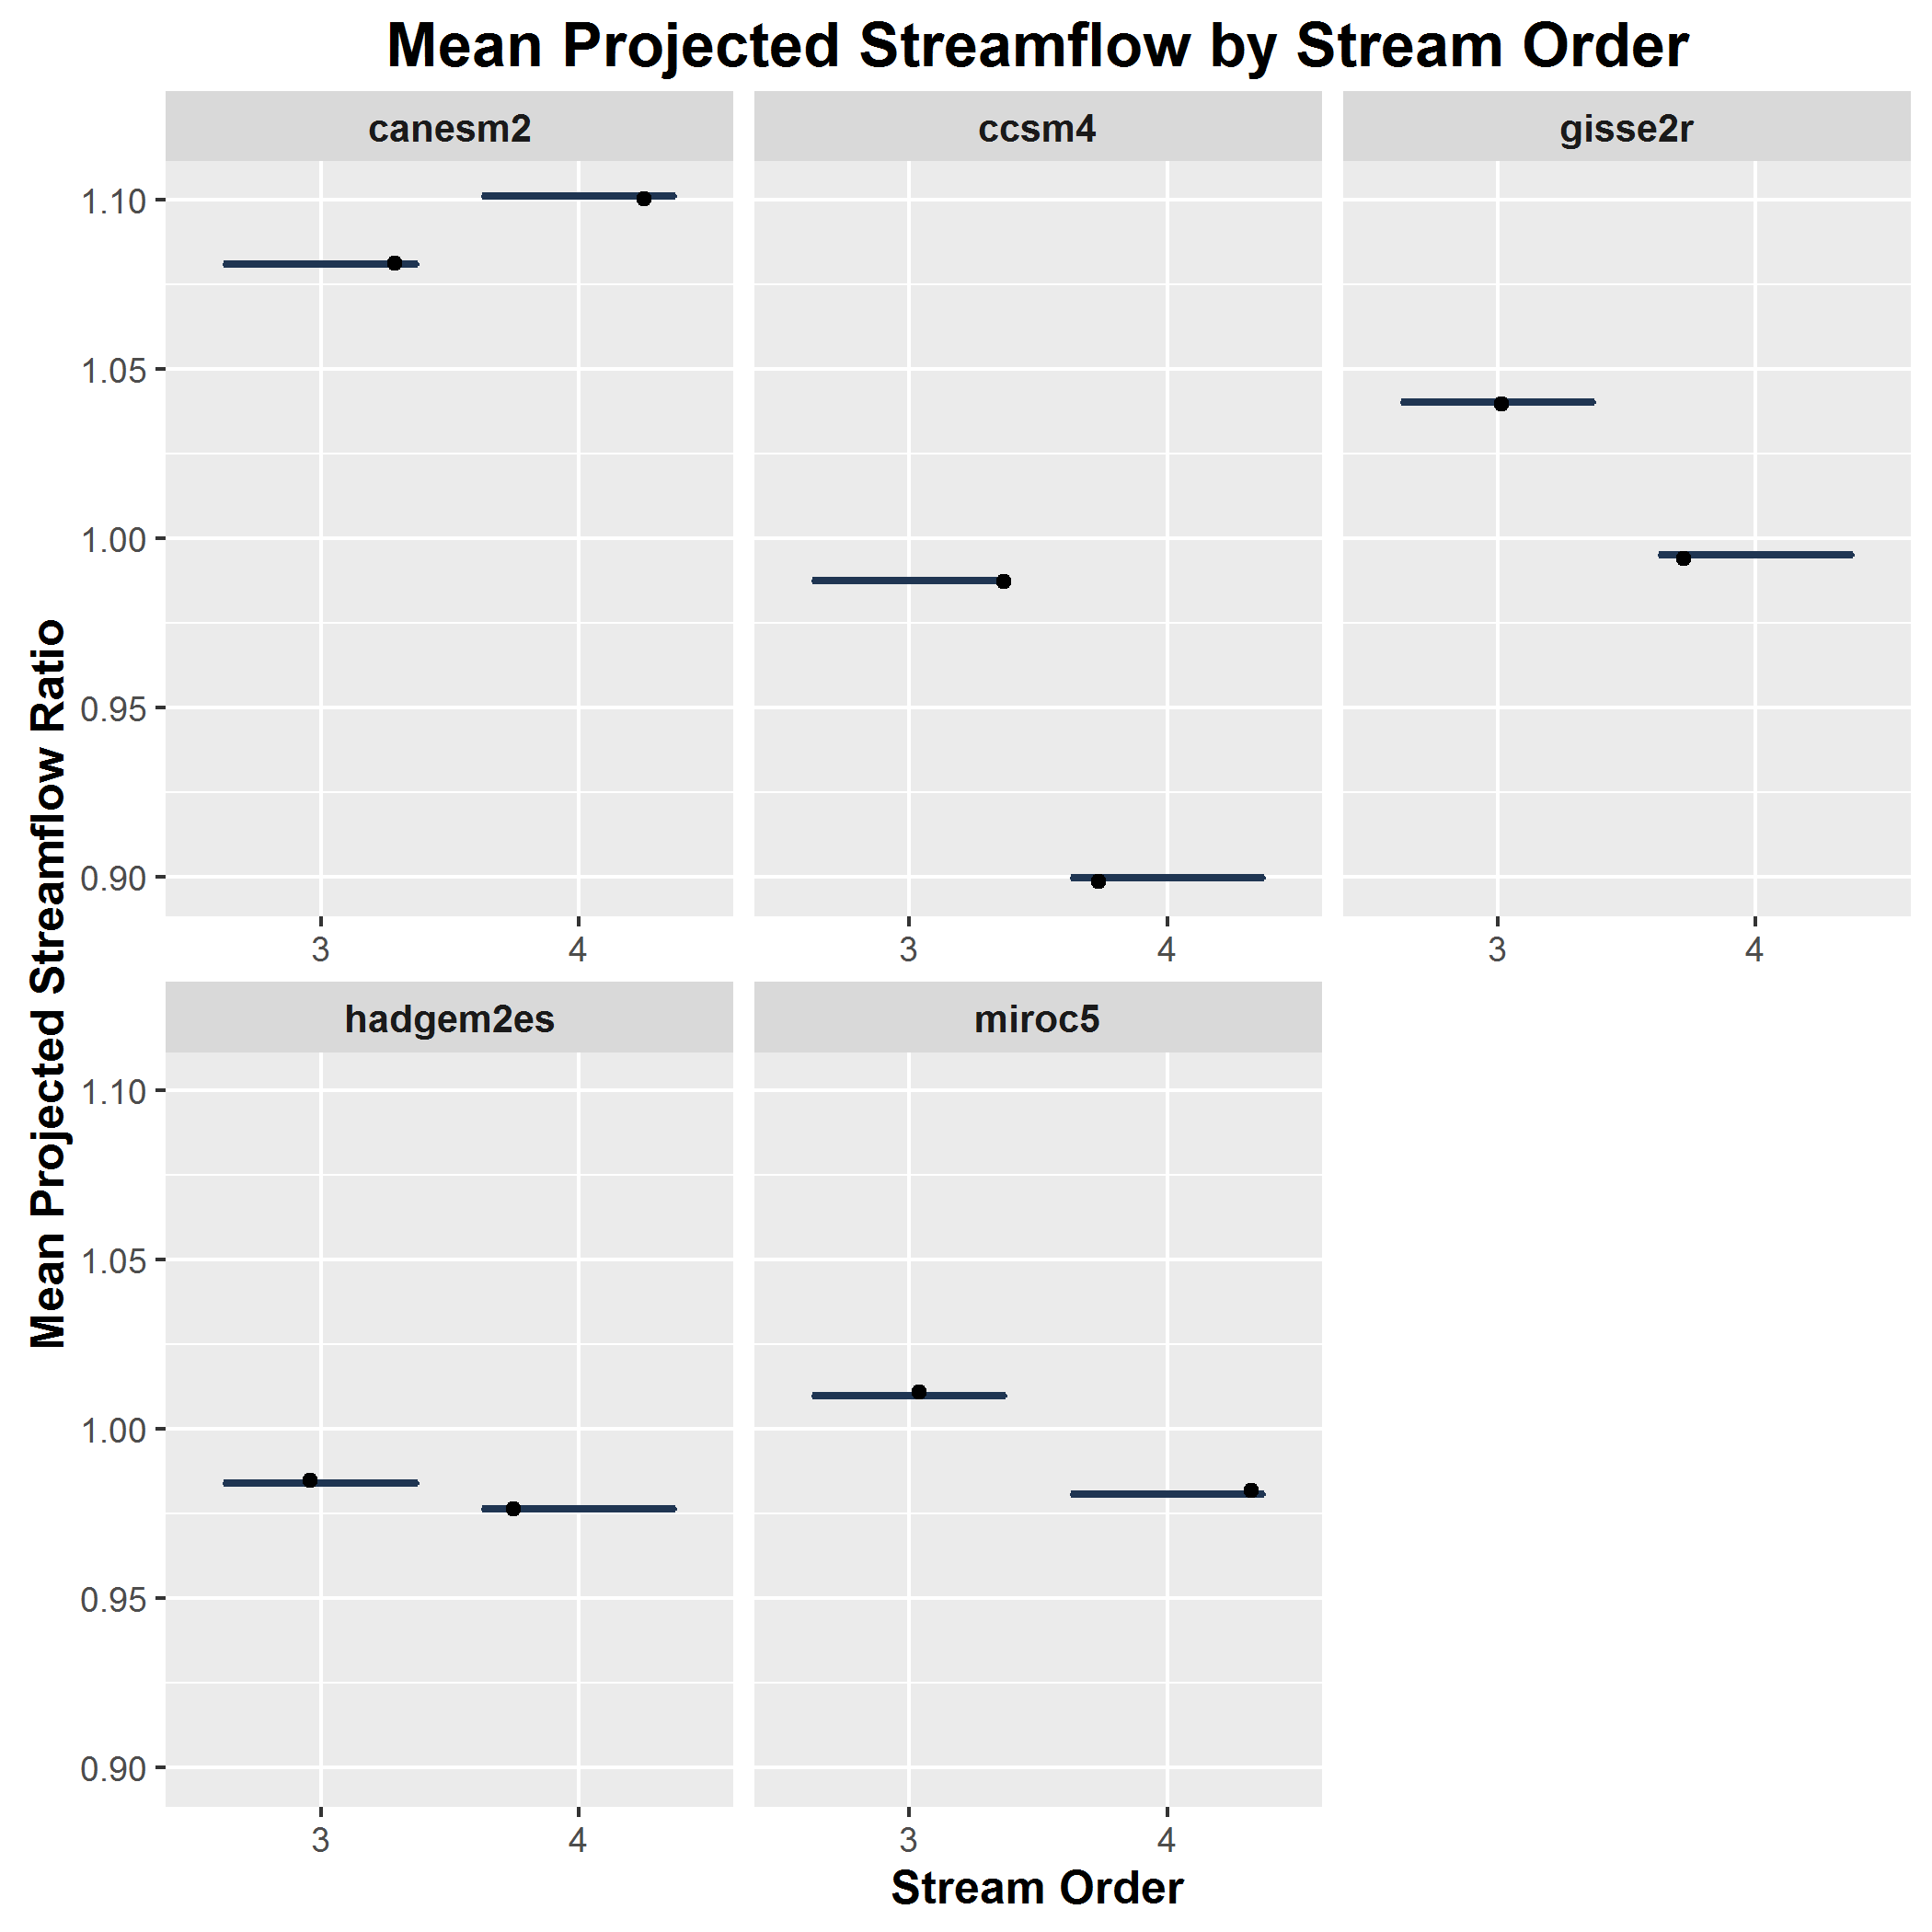 Mean Projected Streamflow by Stream Order
canesm2 ccsm4 gisse2r
1.10
1.05
1.00
0.95
0.90
3 4 3 4 3 4
Mean Projected Streamflow Ratio
hadgem2es miroc5
1.10
1.05
1.00
0.95
0.90
3 4 3 4
Stream Order